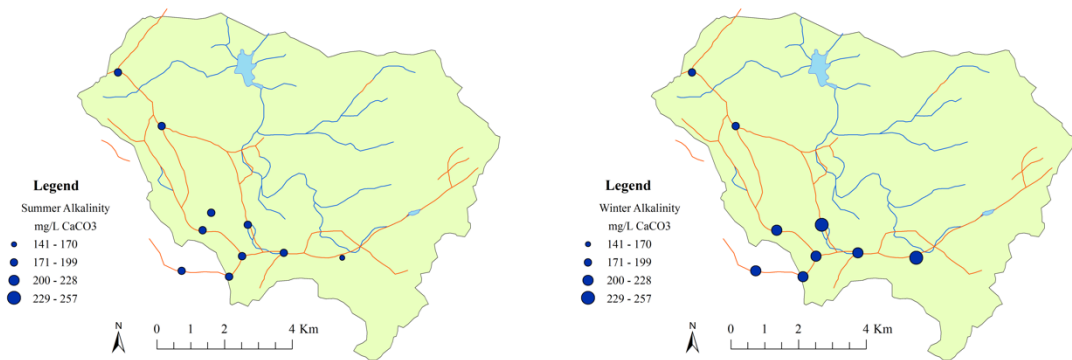 Legend
Summer Alkalinity
mg/L CaCO3
141 - 170
171 - 199
200 - 228
229 - 257
N
0 1 2 4 Km
Legend
Winter Alkalinity
mg/L CaCO3
141 - 170
171 - 199
200 - 228
229 - 257
N
0 1 2 4 Km